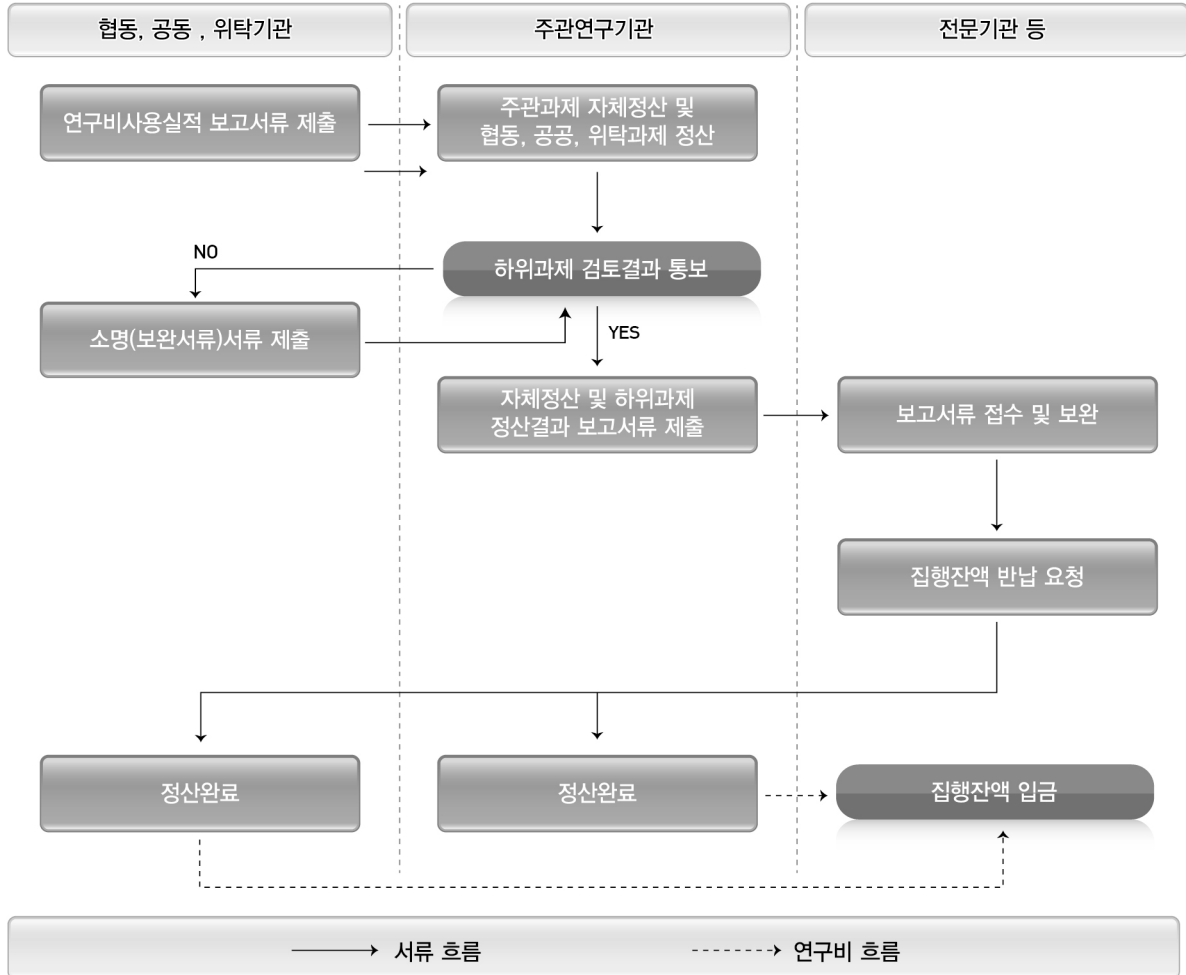 협동, 공동 , 위탁기관
주관연구기관
전문기관 등
연구비사용실적 보고서류 제출
주관과제 자체정산 및
협동, 공공, 위탁과제 정산
NO
하위과제 검토결과 통보
소명(보완서류)서류 제출
YES
자체정산 및 하위과제
정산결과 보고서류 제출
보고서류 접수 및 보완
집행잔액 반납 요청
정산완료
정산완료
집행잔액 입금
서류 흐름
연구비 흐름